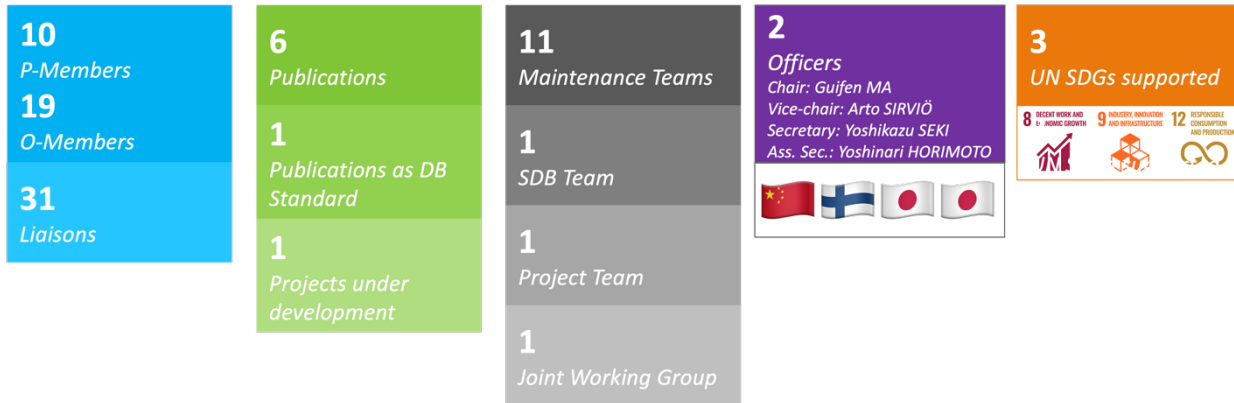 10
P-Members
19
O-Members
31
Liaisons
6
Publications
1
Publications as DB
Standard
1
Projects under
development
11
Maintenance Teams
1
SDB Team
1
Project Team
1
Joint Working Group
2
Officers
Chair: Guifen MA
Vice-chair: Arto SIRVIÖ
Secretary: Yoshikazu SEKI
Ass. Sec.: Yoshinari HORIMOTO
3
UN SDGs supported
8 DECENT WORK AND
GROWTH
9 INDUSTRY, INNOVATION
AND INFRASTRUCTURE
12 RESPONSIBLE
CONSUMPTION
AND PRODUCTION